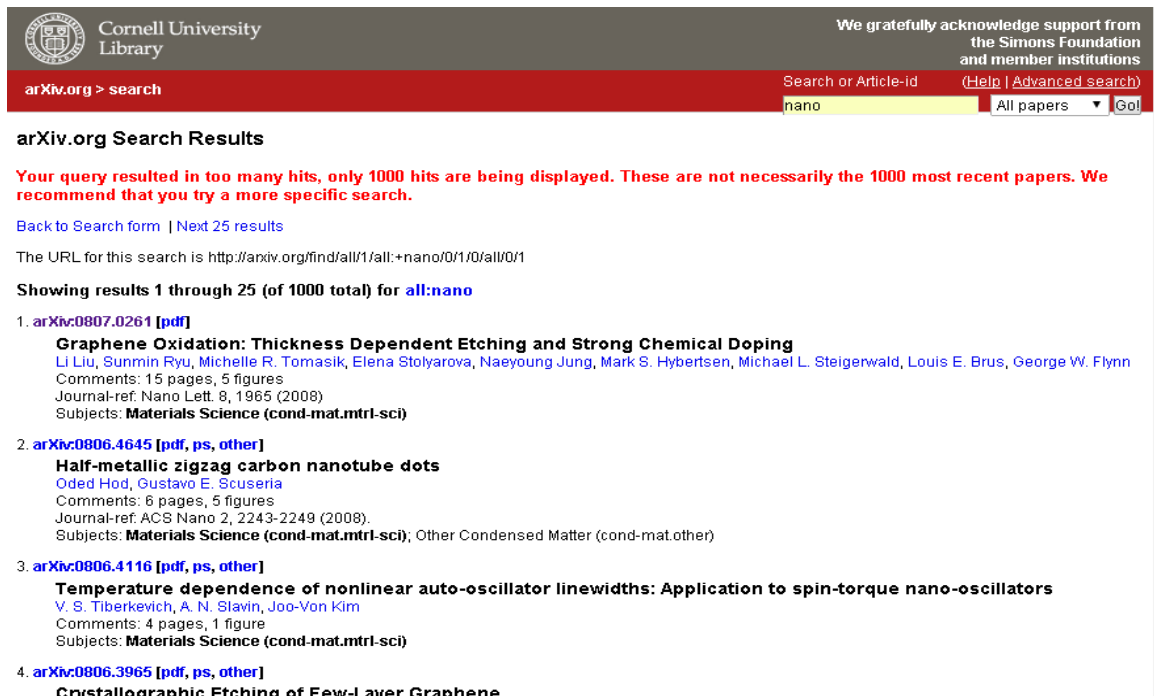 Cornell University
Library
We gratefully acknowledge support from
the Simons Foundation
and member institutions
arXiv.org > search
Search or Article-id
(Help | Advanced search)
nano
All papers ▼
Go!
arXiv.org Search Results
Your query resulted in too many hits, only 1000 hits are being displayed. These are not necessarily the 1000 most recent papers. We
recommend that you try a more specific search.
Back to Search form | Next 25 results
The URL for this search is http://arxiv.org/find/all/1/all:+nano/0/1/0/all/0/1
Showing results 1 through 25 (of 1000 total) for all:nano
1. arXiv:0807.0261 [pdf]
Graphene Oxidation: Thickness Dependent Etching and Strong Chemical Doping
Li Liu, Sunmin Ryu, Michelle R. Tomasik, Elena Stolyarova, Naeyoung Jung, Mark S. Hybertsen, Michael L. Steigerwald, Louis E. Brus, George W. Flynn
Comments: 15 pages, 5 figures
Journal-ref: Nano Lett. 8, 1965 (2008)
Subjects: Materials Science (cond-mat.mtrl-sci)
2. arXiv:0806.4645 [pdf, ps, other]
Half-metallic zigzag carbon nanotube dots
Oded Hod, Gustavo E. Scuseria
Comments: 6 pages, 5 figures
Journal-ref: ACS Nano 2, 2243-2249 (2008).
Subjects: Materials Science (cond-mat.mtrl-sci); Other Condensed Matter (cond-mat.other)
3. arXiv:0806.4116 [pdf, ps, other]
Temperature dependence of nonlinear auto-oscillator linewidths: Application to spin-torque nano-oscillators
V. S. Tiberkevich, A. N. Slavin, Joo-Von Kim
Comments: 4 pages, 1 figure
Subjects: Materials Science (cond-mat.mtrl-sci)
4. arXiv:0806.3965 [pdf, ps, other]
Crystallographic Etching of Few-Layer Graphene